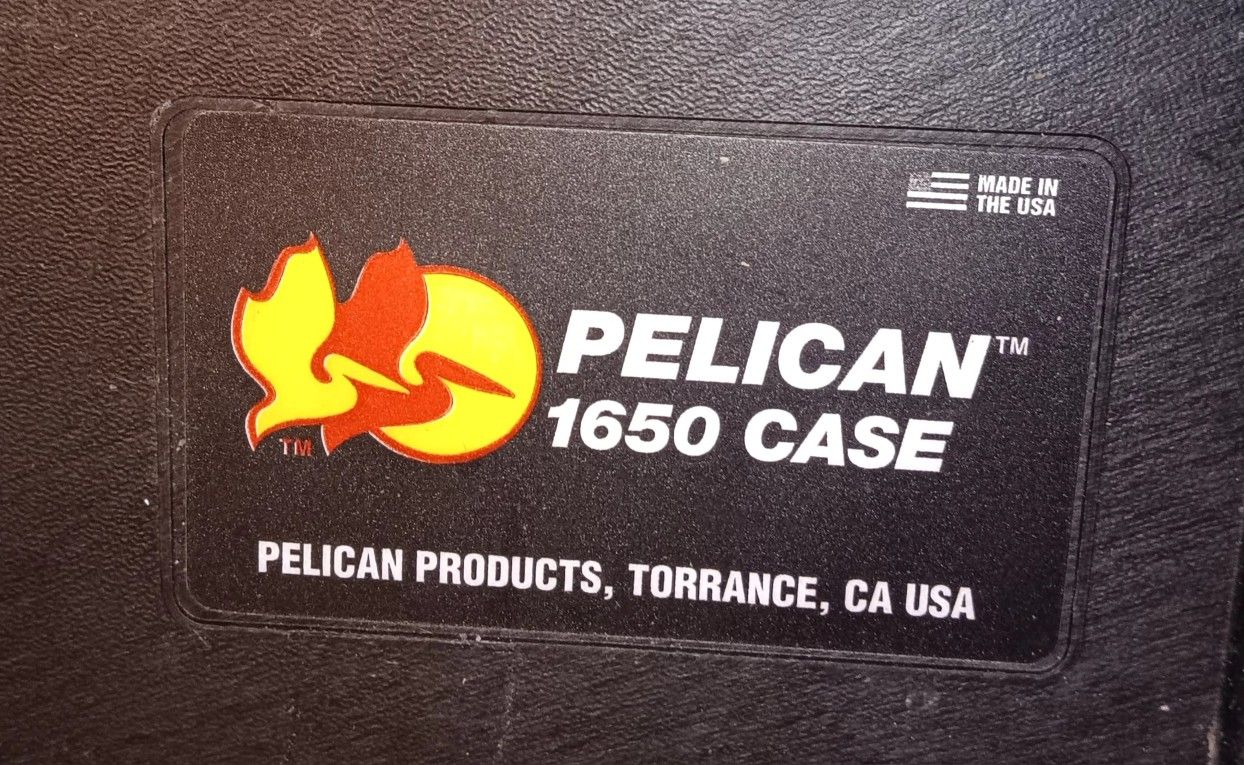 MADE IN
THE USA
PELICAN™
1650 CASE
TM
PELICAN PRODUCTS, TORRANCE, CA USA